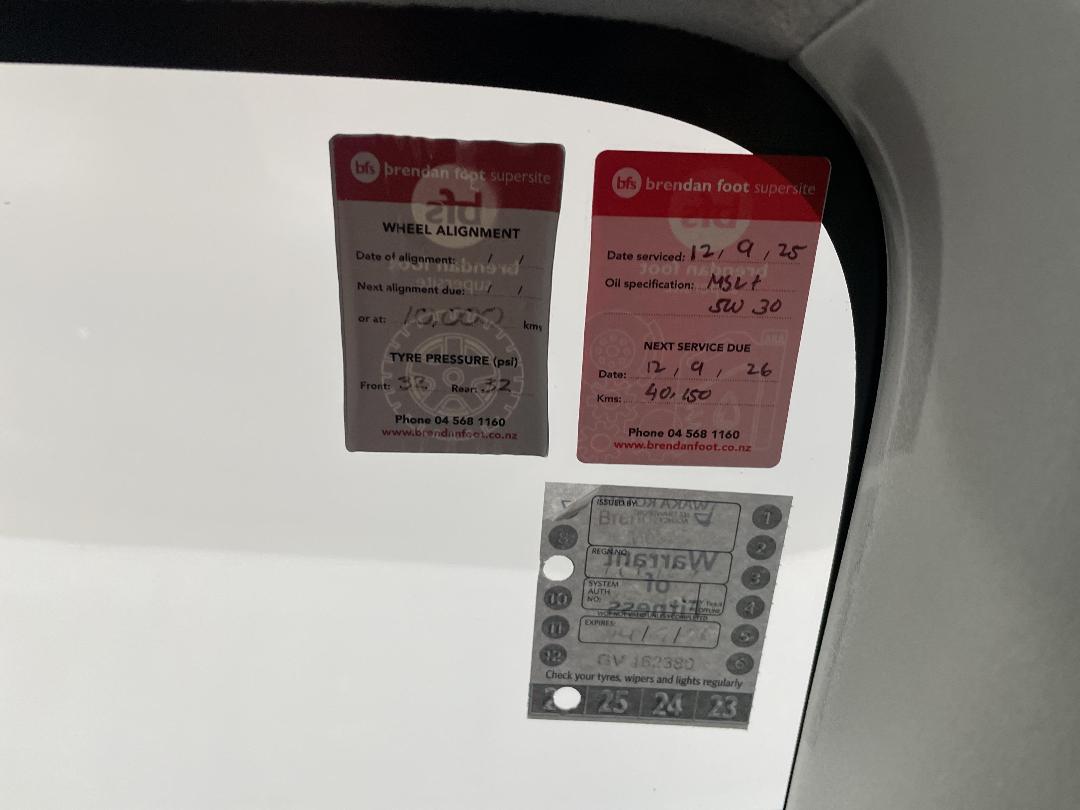 bfs brendan foot supersite
WHEEL ALIGNMENT
Date of alignment: / /
Next alignment due: / /
or at: 10,000 kms
TYRE PRESSURE (psi)
Front: 32 Rear: 32
Phone 04 568 1160
www.brendanfoot.co.nz
bfs brendan foot supersite
Date serviced: 12, 9, 25
Oil specification:
5W 30
NEXT SERVICE DUE
Date: 12, 9, 26
Kms: 40,150
Phone 04 568 1160
www.brendanfoot.co.nz
ISSUED BY
REGN.NO
SYSTEM
AUTH
NO:
EXPIRES:
Warrant
of
Fitness
GV 162380
Check your tyres, wipers and lights regularly
1
2
3
4
5
6
7
8
10
11
12
25 24 23